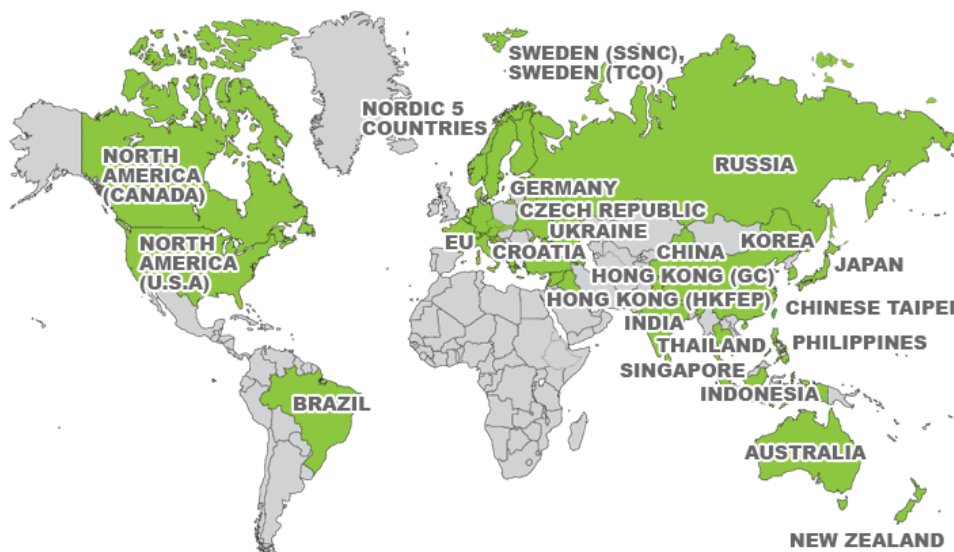 SWEDEN (SSNC),
SWEDEN (TCO)
NORDIC 5
COUNTRIES
NORTH
AMERICA
(CANADA)
RUSSIA
GERMANY
CZECH REPUBLIC
UKRAINE
NORTH
AMERICA
(U.S.A)
EU
CROATIA
CHINA
KOREA
JAPAN
HONG KONG (GC)
HONG KONG (HKFEP)
CHINESE TAIPEI
INDIA
THAILAND
PHILIPPINES
SINGAPORE
INDONESIA
BRAZIL
AUSTRALIA
NEW ZEALAND